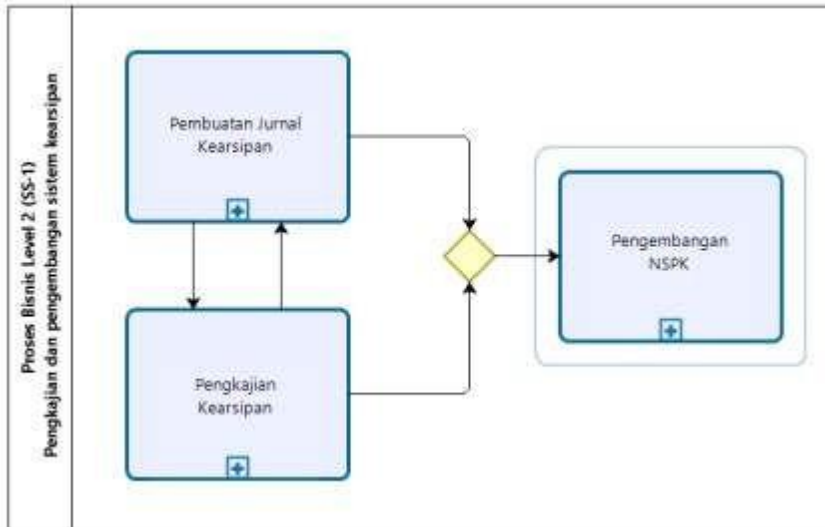 Proses Bisnis Level 2 (SS-1)
Pengkajian dan pengembangan sistem kearsipan
Pembuatan Jurnal
Kearsipan
Pengkajian
Kearsipan
Pengembangan
NSPK